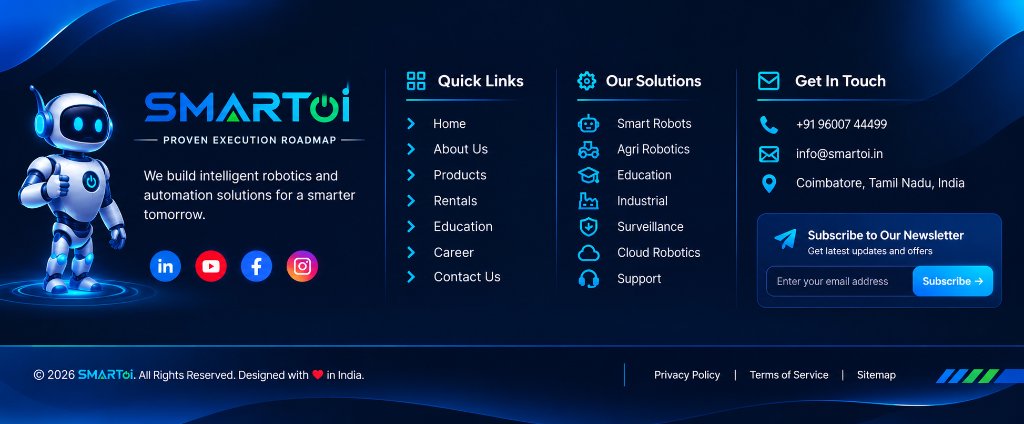 SMARTOi
PROVEN EXECUTION ROADMAP
We build intelligent robotics and
automation solutions for a smarter
tomorrow.
in
f
Quick Links
Home
About Us
Products
Rentals
Education
Career
Contact Us
Our Solutions
Smart Robots
Agri Robotics
Education
Industrial
Surveillance
Cloud Robotics
Support
Get In Touch
+91 96007 44499
info@smartoi.in
Coimbatore, Tamil Nadu, India
Subscribe to Our Newsletter
Get latest updates and offers
Enter your email address
Subscribe →
© 2026 SMARTOi. All Rights Reserved. Designed with ❤ in India.
Privacy Policy | Terms of Service | Sitemap